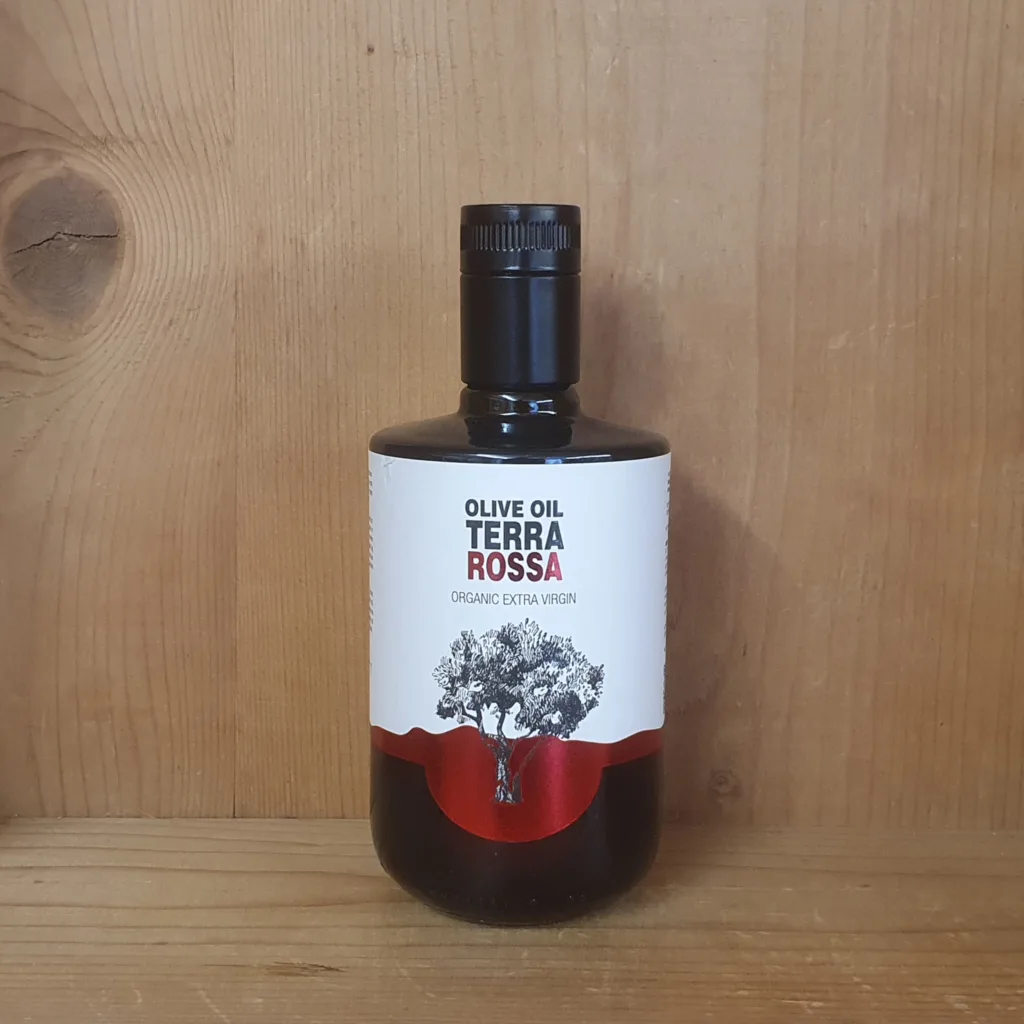 OLIVE OIL
TERRA
ROSSA
ORGANIC EXTRA VIRGIN